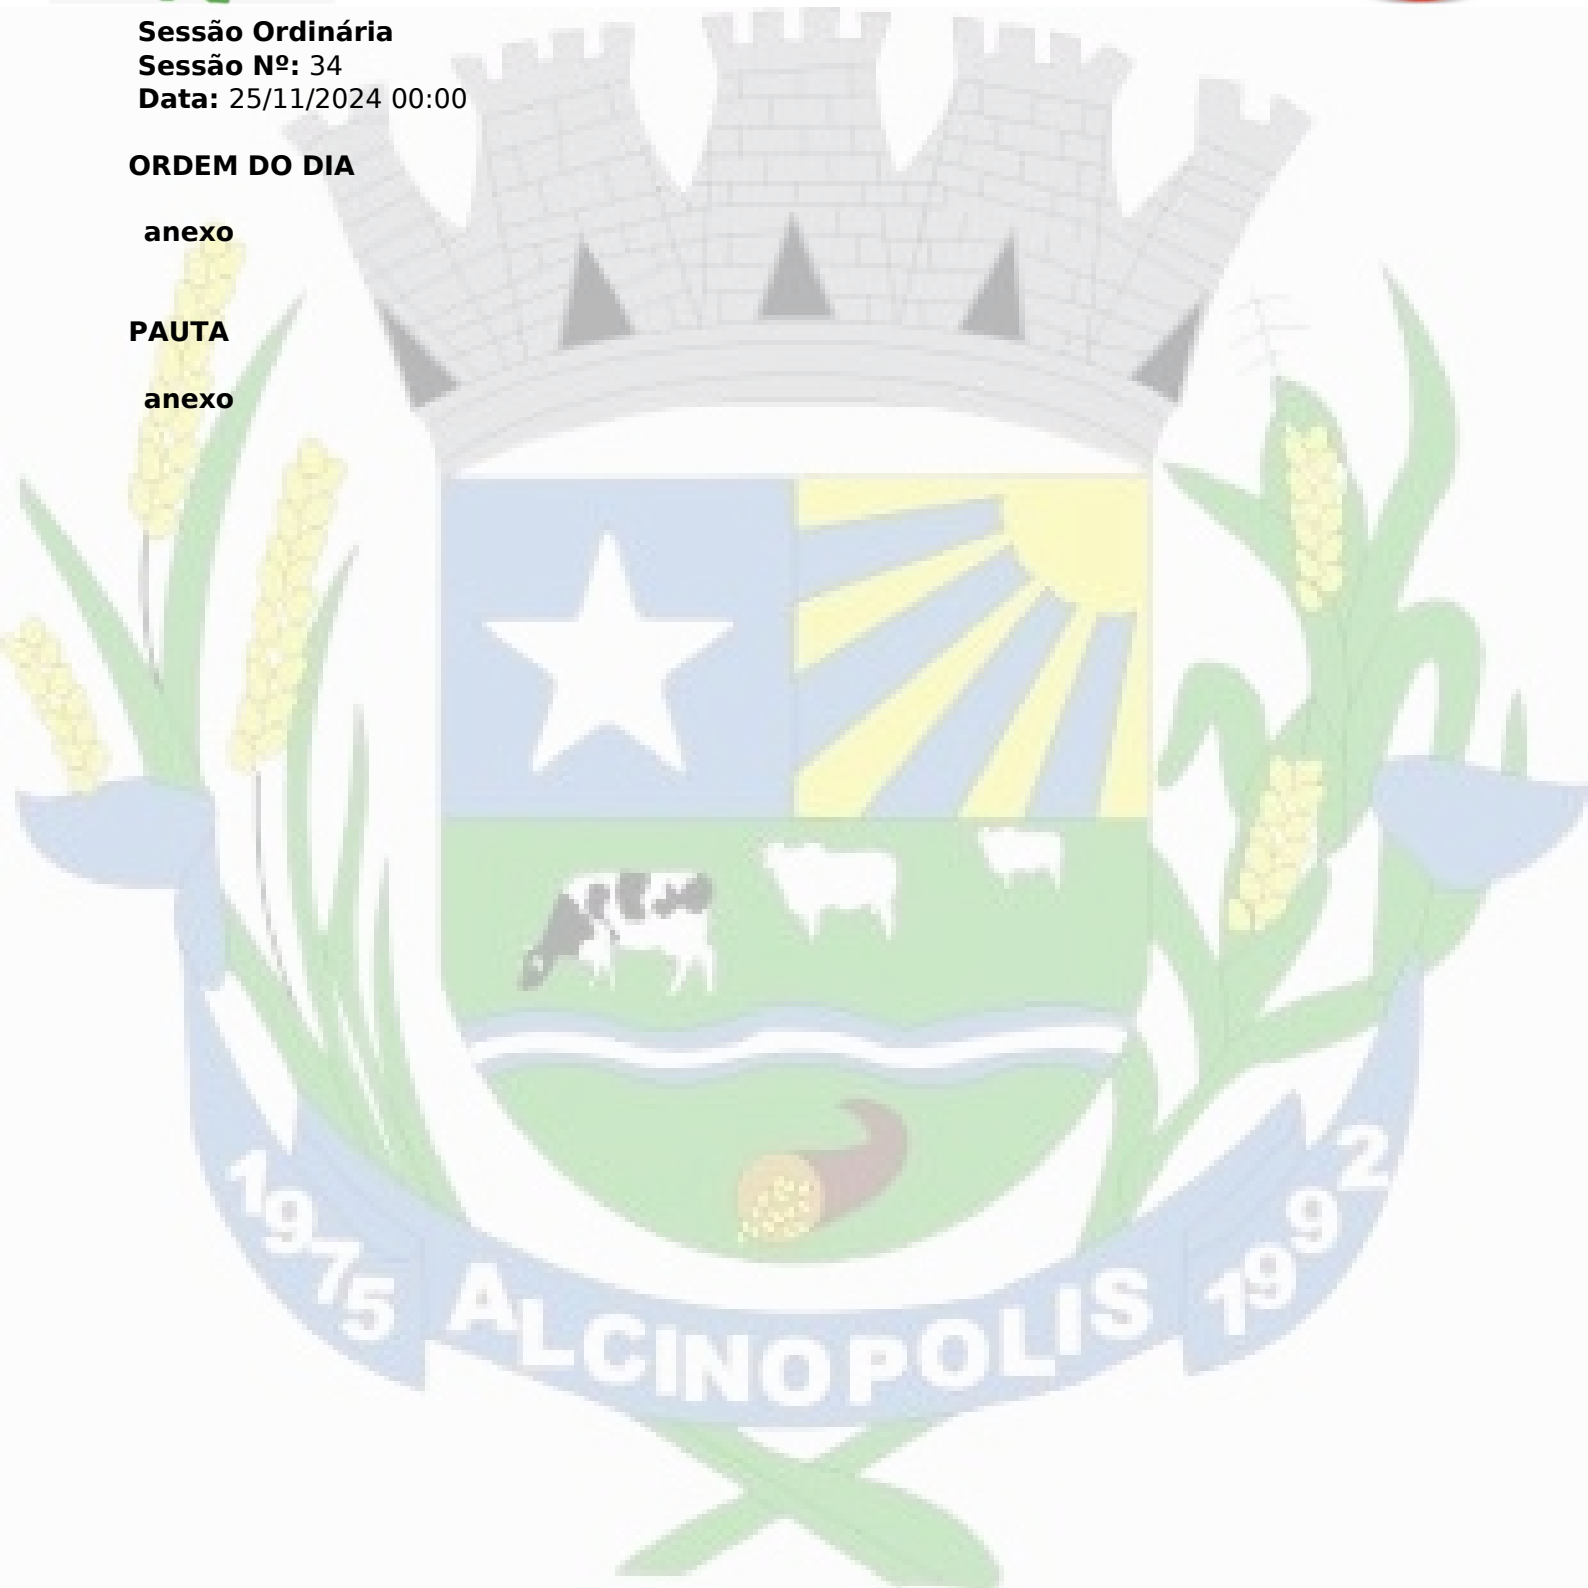 Sessão Ordinária
Sessão Nº: 34
Data: 25/11/2024 00:00
ORDEM DO DIA
anexo
PAUTA
anexo
1975 ALCINOPOLIS 1992